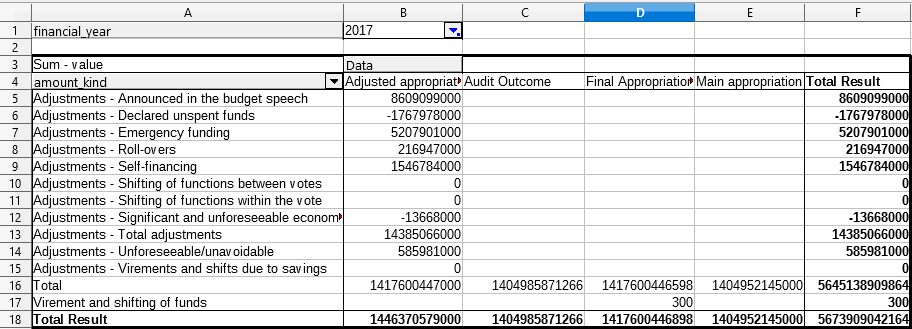 A B C D E F
1 financial_year 2017
2
3 Sum - value Data
4 amount_kind Adjusted appropriat Audit Outcome Final Appropriation Main appropriation Total Result
5 Adjustments - Announced in the budget speech 8609099000 8609099000
6 Adjustments - Declared unspent funds -1767978000 -1767978000
7 Adjustments - Emergency funding 5207901000 5207901000
8 Adjustments - Roll-overs 216947000 216947000
9 Adjustments - Self-financing 1546784000 1546784000
10 Adjustments - Shifting of functions between votes 0 0
11 Adjustments - Shifting of functions within the vote 0 0
12 Adjustments - Significant and unforeseeable econom -13668000 -13668000
13 Adjustments - Total adjustments 14385066000 14385066000
14 Adjustments - Unforeseeable/unavoidable 585981000 585981000
15 Adjustments - Virements and shifts due to savings 0 0
16 Total 1417600447000 1404985871266 1417600446598 1404952145000 5645138909864
17 Virement and shifting of funds 300 300
18 Total Result 1446370579000 1404985871266 1417600446898 1404952145000 5673909042164